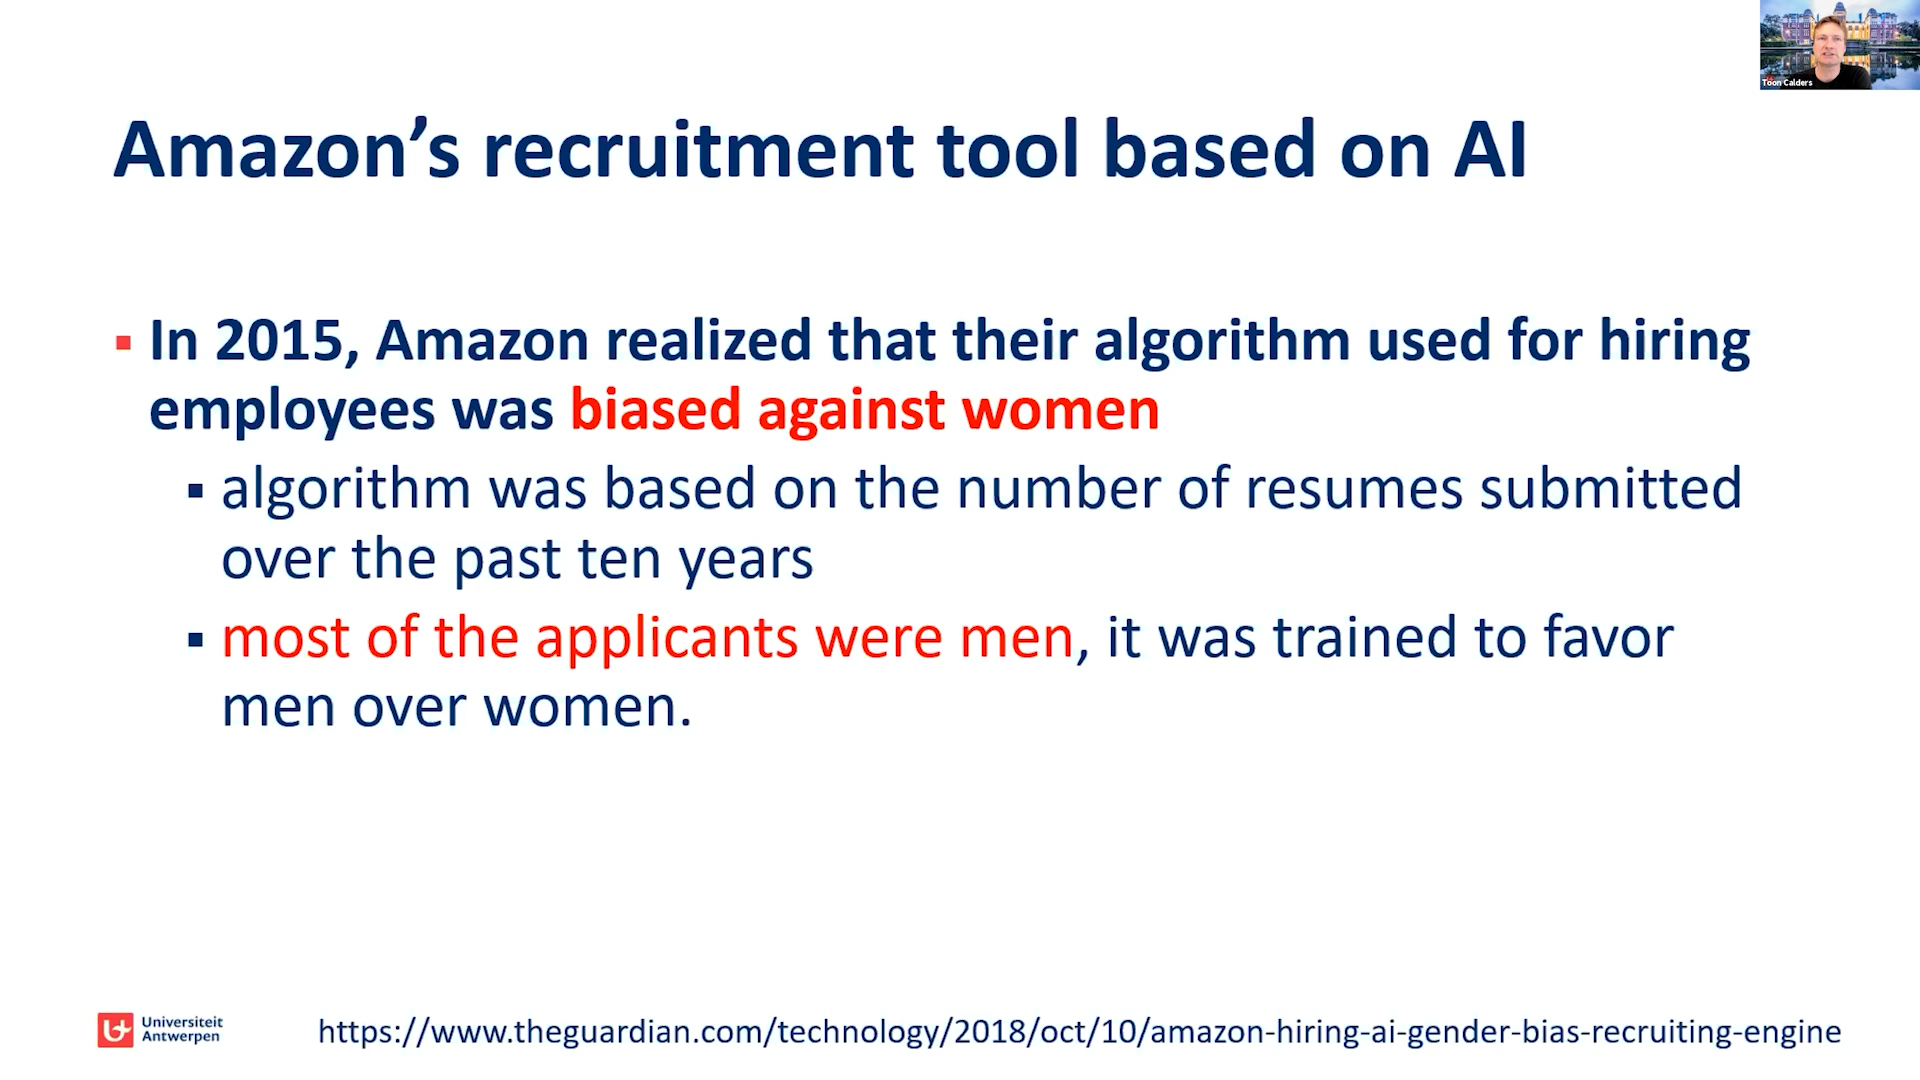 Toon Calders
Amazon’s recruitment tool based on AI
▪ In 2015, Amazon realized that their algorithm used for hiring
employees was biased against women
▪ algorithm was based on the number of resumes submitted
over the past ten years
▪ most of the applicants were men, it was trained to favor
men over women.
Universiteit
Antwerpen
https://www.theguardian.com/technology/2018/oct/10/amazon-hiring-ai-gender-bias-recruiting-engine